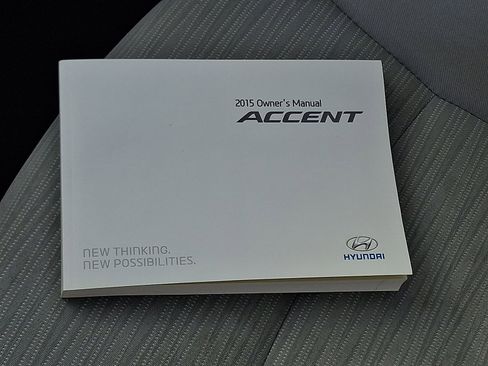 2015 Owner's Manual
ACCENT
NEW THINKING.
NEW POSSIBILITIES.
HYUNDAI